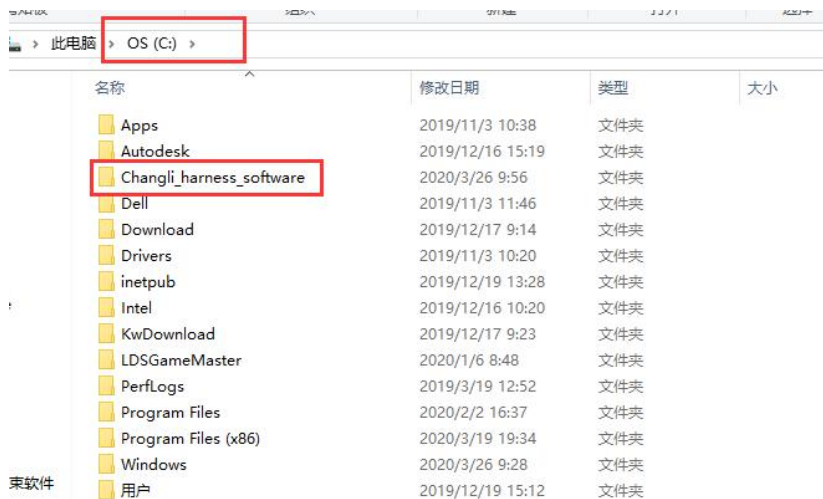 此电脑 > OS (C:) >
名称 修改日期 类型 大小
Apps 2019/11/3 10:38 文件夹
Autodesk 2019/12/16 15:19 文件夹
Changli_harness_software 2020/3/26 9:56 文件夹
Dell 2019/11/3 11:46 文件夹
Download 2019/12/17 9:14 文件夹
Drivers 2019/11/3 10:20 文件夹
inetpub 2019/12/19 13:28 文件夹
Intel 2019/12/16 10:20 文件夹
KwDownload 2019/12/17 9:23 文件夹
LDSGameMaster 2020/1/6 8:48 文件夹
PerfLogs 2019/3/19 12:52 文件夹
Program Files 2020/2/2 16:37 文件夹
Program Files (x86) 2020/3/19 19:34 文件夹
Windows 2020/3/26 9:28 文件夹
束软件
用户 2019/12/19 15:12 文件夹